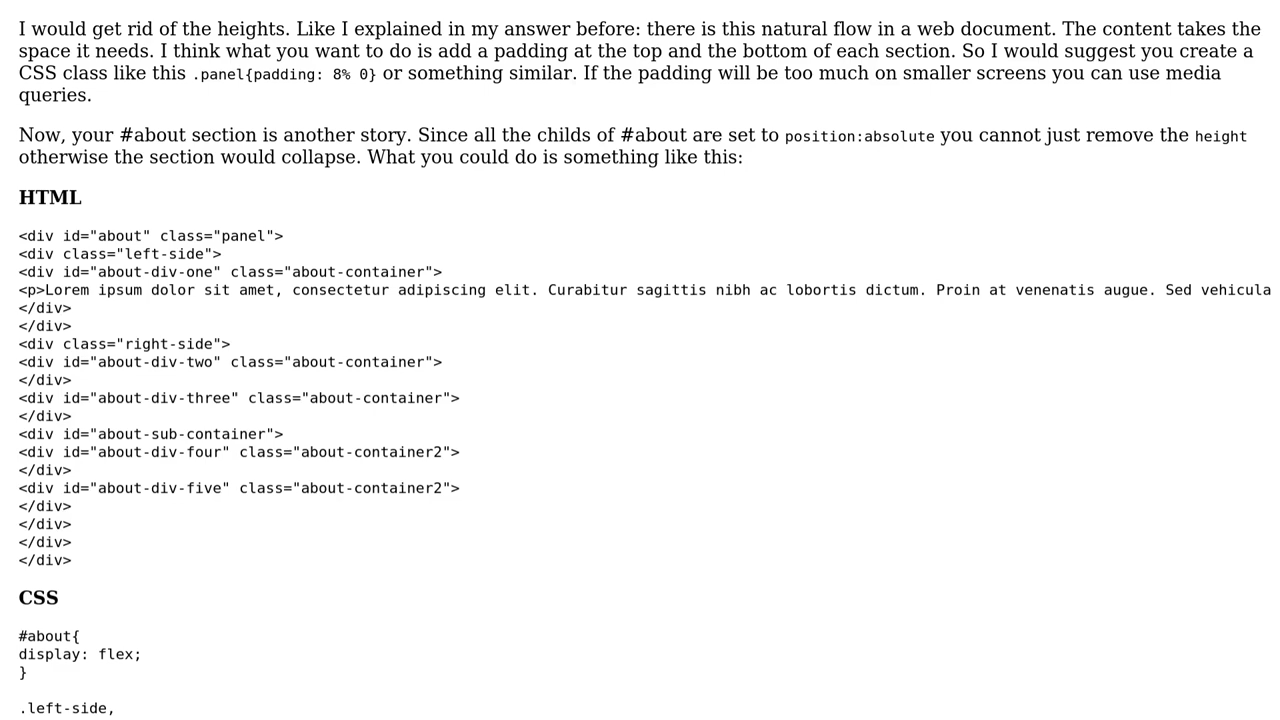 I would get rid of the heights. Like I explained in my answer before: there is this natural flow in a web document. The content takes the
space it needs. I think what you want to do is add a padding at the top and the bottom of each section. So I would suggest you create a
CSS class like this .panel{padding: 8% 0} or something similar. If the padding will be too much on smaller screens you can use media
queries.
Now, your #about section is another story. Since all the childs of #about are set to position:absolute you cannot just remove the height
otherwise the section would collapse. What you could do is something like this:
HTML
<div id="about" class="panel">
<div class="left-side">
<div id="about-div-one" class="about-container">
<p>Lorem ipsum dolor sit amet, consectetur adipiscing elit. Curabitur sagittis nibh ac lobortis dictum. Proin at venenatis augue. Sed vehicula
</div>
</div>
<div class="right-side">
<div id="about-div-two" class="about-container">
</div>
<div id="about-div-three" class="about-container">
</div>
<div id="about-sub-container">
<div id="about-div-four" class="about-container2">
</div>
<div id="about-div-five" class="about-container2">
</div>
</div>
</div>
</div>
CSS
#about{
display: flex;
}
.left-side,